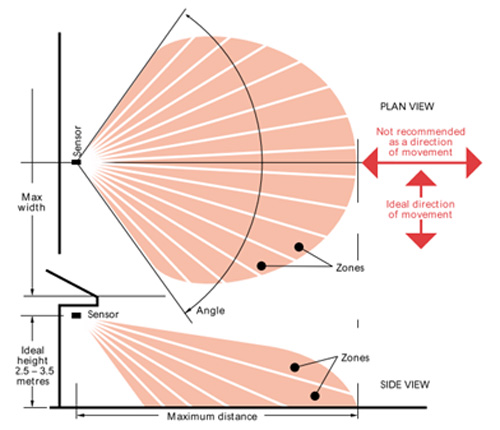 Sensor
PLAN VIEW
Not recommended
as a direction
of movement
Ideal direction
of movement
Max
width
Zones
Angle
Sensor
Ideal
height
2.5 – 3.5
metres
Zones
SIDE VIEW
Maximum distance